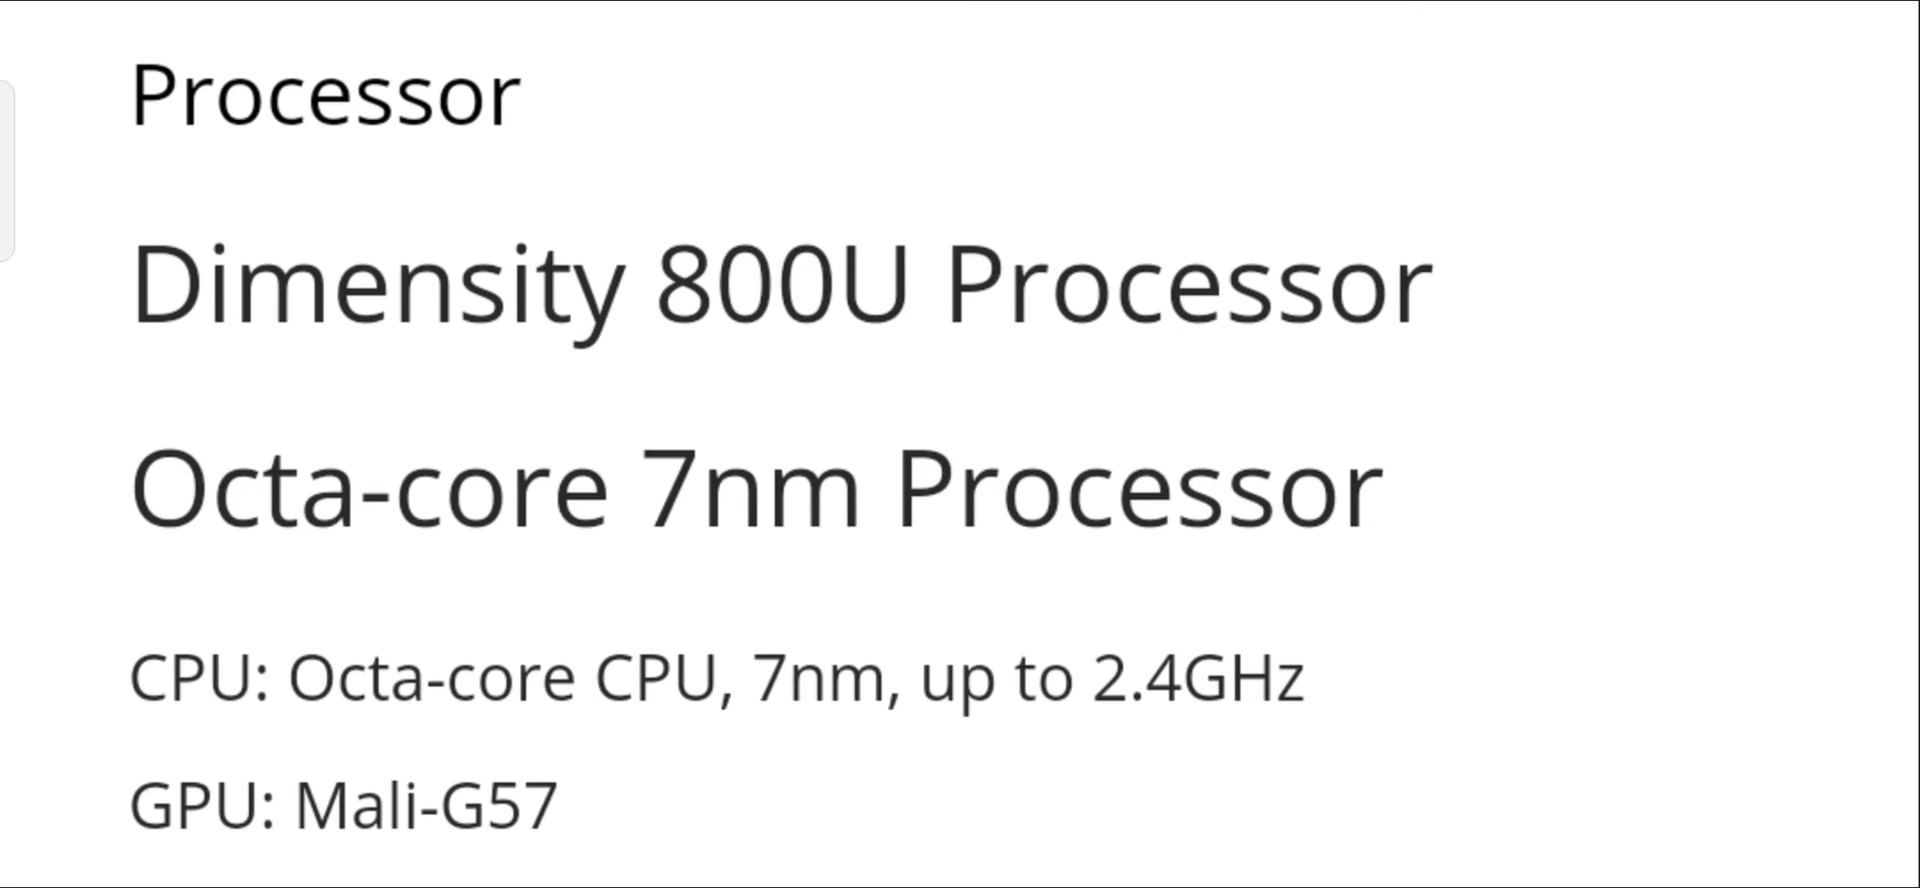 Processor
Dimensity 800U Processor
Octa-core 7nm Processor
CPU: Octa-core CPU, 7nm, up to 2.4GHz
GPU: Mali-G57